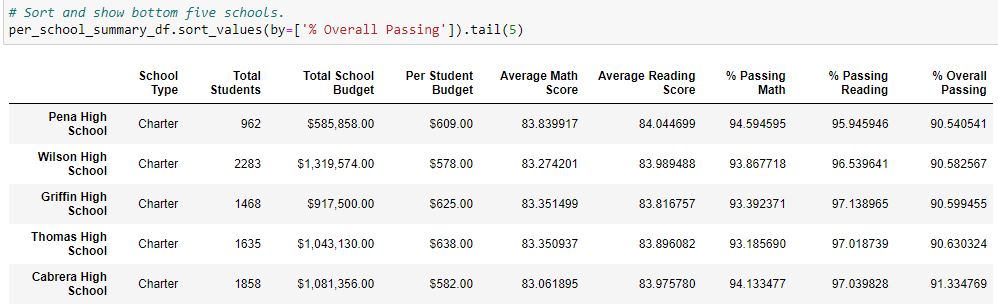 # Sort and show bottom five schools.
per_school_summary_df.sort_values(by=['% Overall Passing']).tail(5)
School Type Total Students Total School Budget Per Student Budget Average Math Score Average Reading Score % Passing Math % Passing Reading % Overall Passing
Pena High School Charter 962 $585,858.00 $609.00 83.839917 84.044699 94.594595 95.945946 90.540541
Wilson High School Charter 2283 $1,319,574.00 $578.00 83.274201 83.989488 93.867718 96.539641 90.582567
Griffin High School Charter 1468 $917,500.00 $625.00 83.351499 83.816757 93.392371 97.138965 90.599455
Thomas High School Charter 1635 $1,043,130.00 $638.00 83.350937 83.896082 93.185690 97.018739 90.630324
Cabrera High School Charter 1858 $1,081,356.00 $582.00 83.061895 83.975780 94.133477 97.039828 91.334769